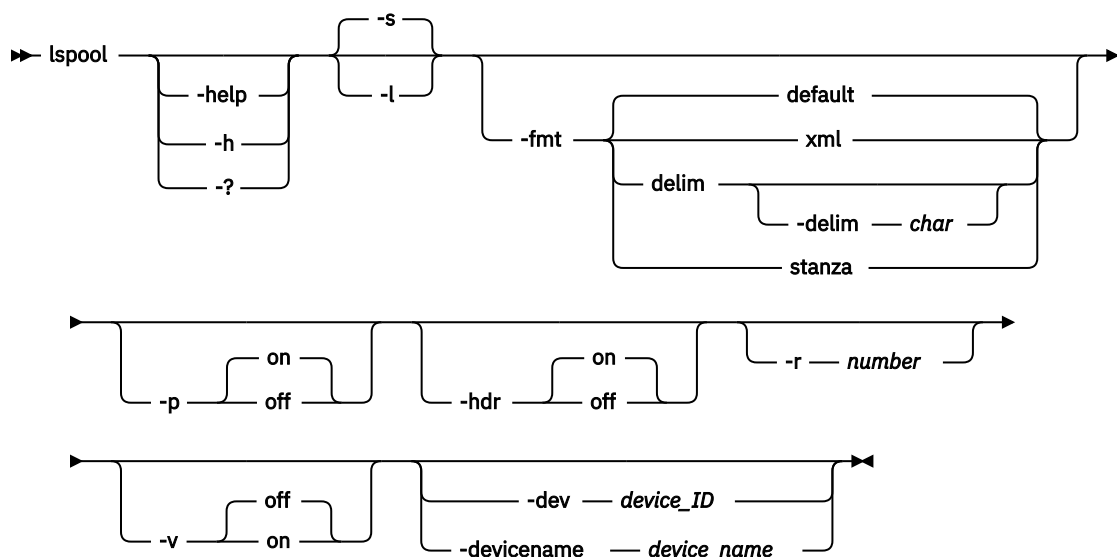 -s
lspool
-help
-l
default
-h
-fmt
xml
-?
delim
-delim char
stanza
on
on
-r number
-p
off
-hdr
off
off
-dev device_ID
-v
on
-devicename device_name